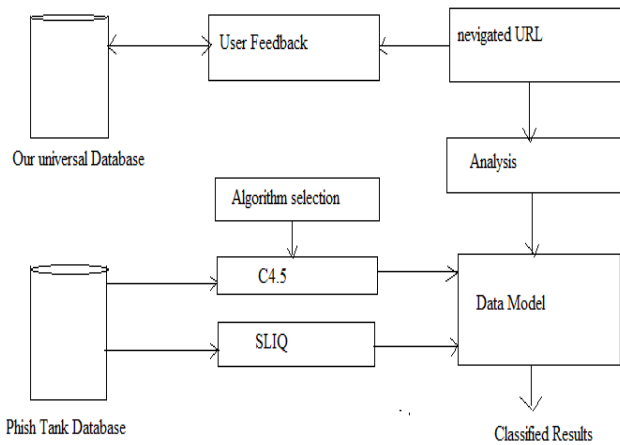 User Feedback
nevigated URL
Our universal Database
Analysis
Algorithm selection
C4.5
Data Model
SLIQ
Phish Tank Database
Classified Results